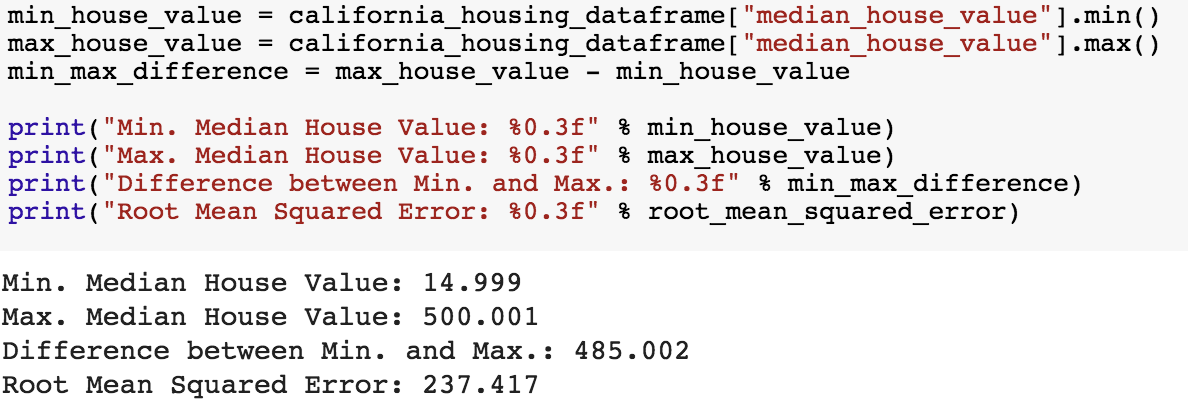 min_house_value = california_housing_dataframe["median_house_value"].min()
max_house_value = california_housing_dataframe["median_house_value"].max()
min_max_difference = max_house_value - min_house_value
print("Min. Median House Value: %0.3f" % min_house_value)
print("Max. Median House Value: %0.3f" % max_house_value)
print("Difference between Min. and Max.: %0.3f" % min_max_difference)
print("Root Mean Squared Error: %0.3f" % root_mean_squared_error)
Min. Median House Value: 14.999
Max. Median House Value: 500.001
Difference between Min. and Max.: 485.002
Root Mean Squared Error: 237.417